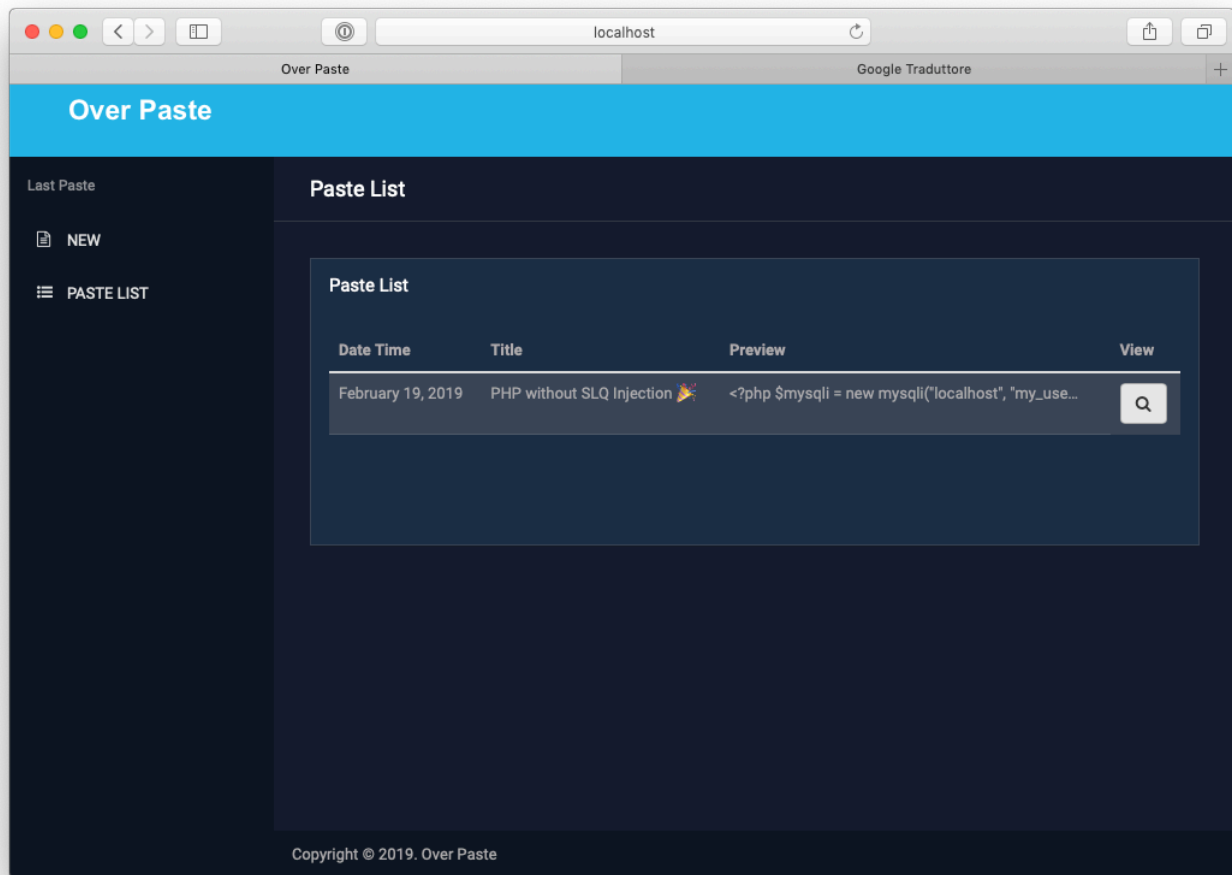 localhost
Over Paste
Google Traduttore
Over Paste
Last Paste
NEW
PASTE LIST
Paste List
Paste List
Date Time Title Preview View
February 19, 2019 PHP without SLQ Injection 🎉 <?php $mysqli = new mysqli("localhost", "my_use...
Copyright © 2019. Over Paste